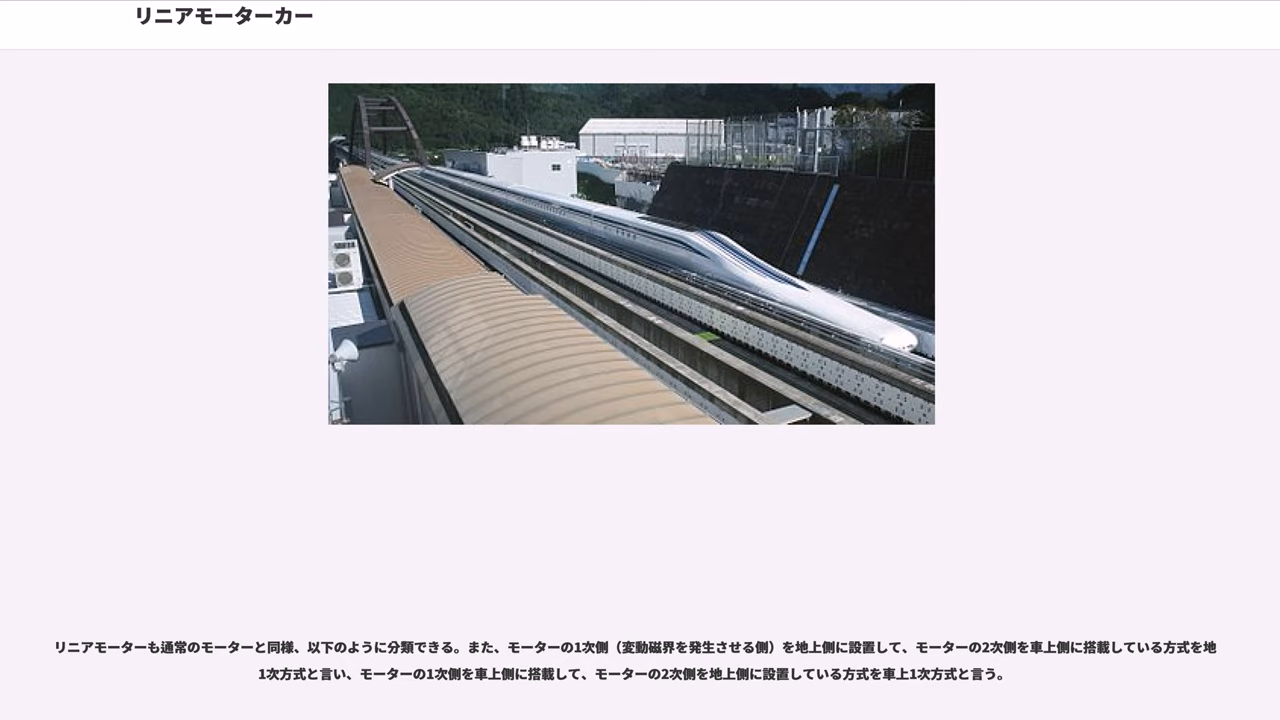 リニアモーターカー
リニアモーターも通常のモーターと同様、以下のように分類できる。また、モーターの1次側（変動磁界を発生させる側）を地上側に設置して、モーターの2次側を車上側に搭載している方式を地
1次方式と言い、モーターの1次側を車上側に搭載して、モーターの2次側を地上側に設置している方式を車上1次方式と言う。